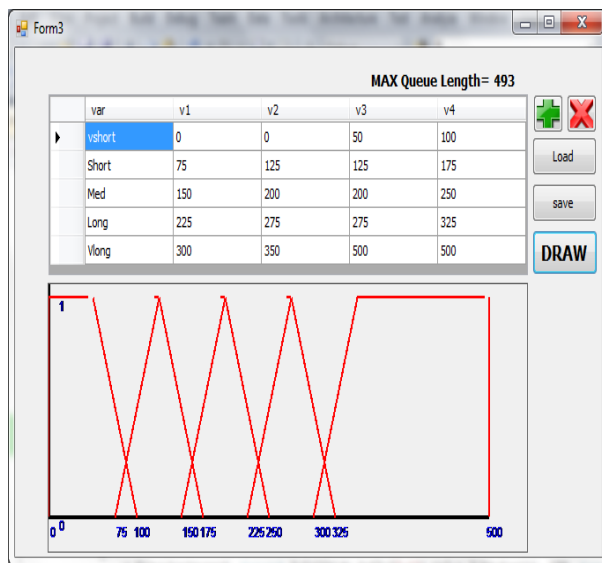 Form3
MAX Queue Length= 493
var v1 v2 v3 v4
vshort 0 0 50 100
Short 75 125 125 175
Med 150 200 200 250
Long 225 275 275 325
Vlong 300 350 500 500
Load
save
DRAW
1
0 0 75 100 150 175 225 250 300 325 500